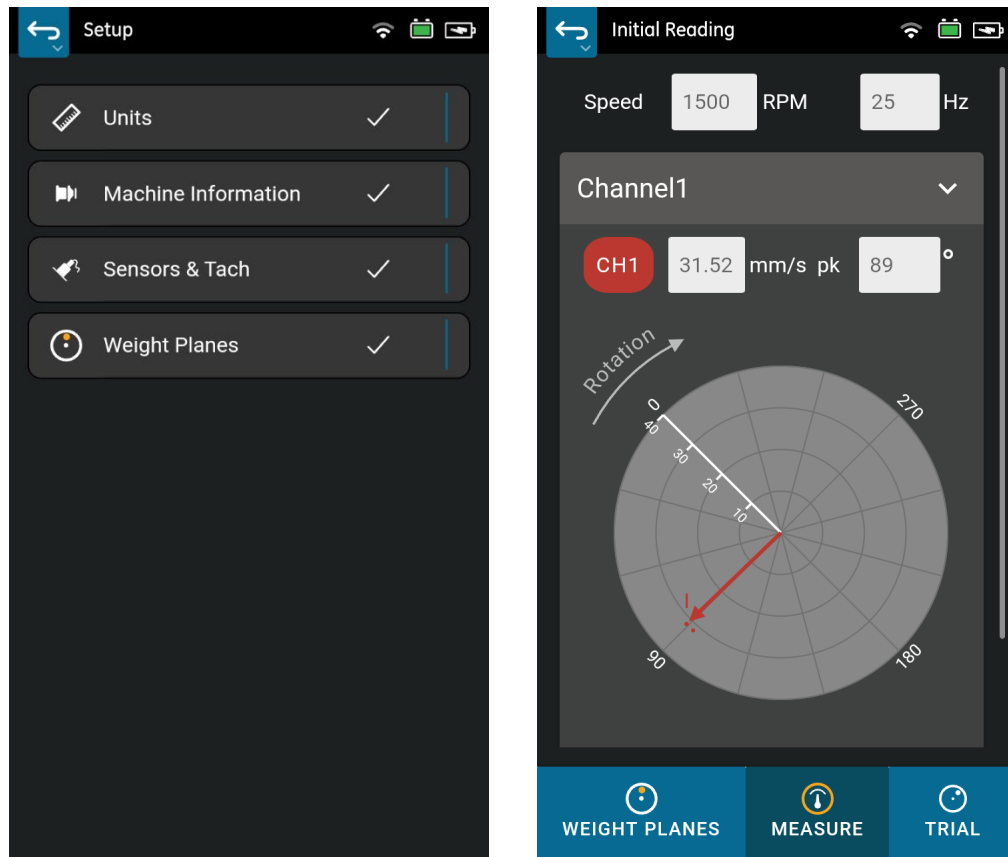 Setup
Units
Machine Information
Sensors & Tach
Weight Planes
Initial Reading
Speed 1500 RPM 25 Hz
Channel1
CH1 31.52 mm/s pk 89 °
Rotation
0
270
40
30
20
10
I
90
180
WEIGHT PLANES MEASURE TRIAL